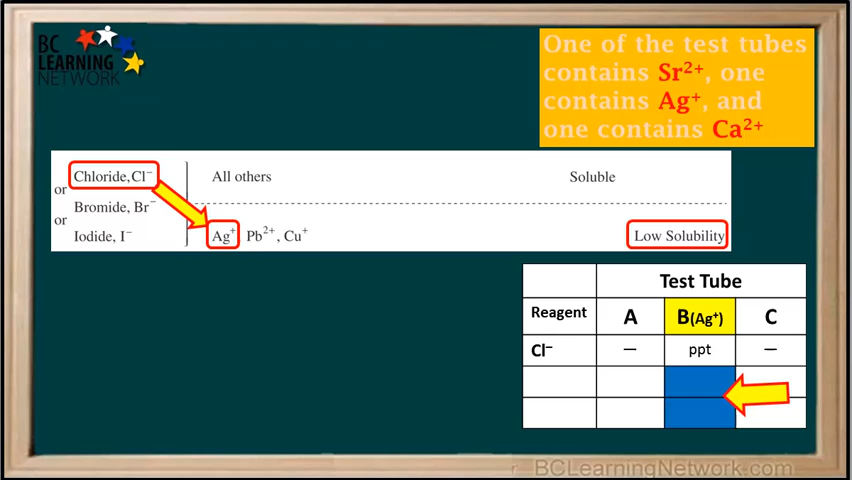 BC
LEARNING
NETWORK
One of the test tubes
contains Sr²⁺, one
contains Ag⁺, and
one contains Ca²⁺
Chloride, Cl⁻ All others Soluble
or
Bromide, Br⁻
or
Iodide, I⁻ Ag⁺ Pb²⁺, Cu⁺ Low Solubility
Test Tube
Reagent A B(Ag⁺) C
Cl⁻ — ppt —
BCLearningNetwork.com